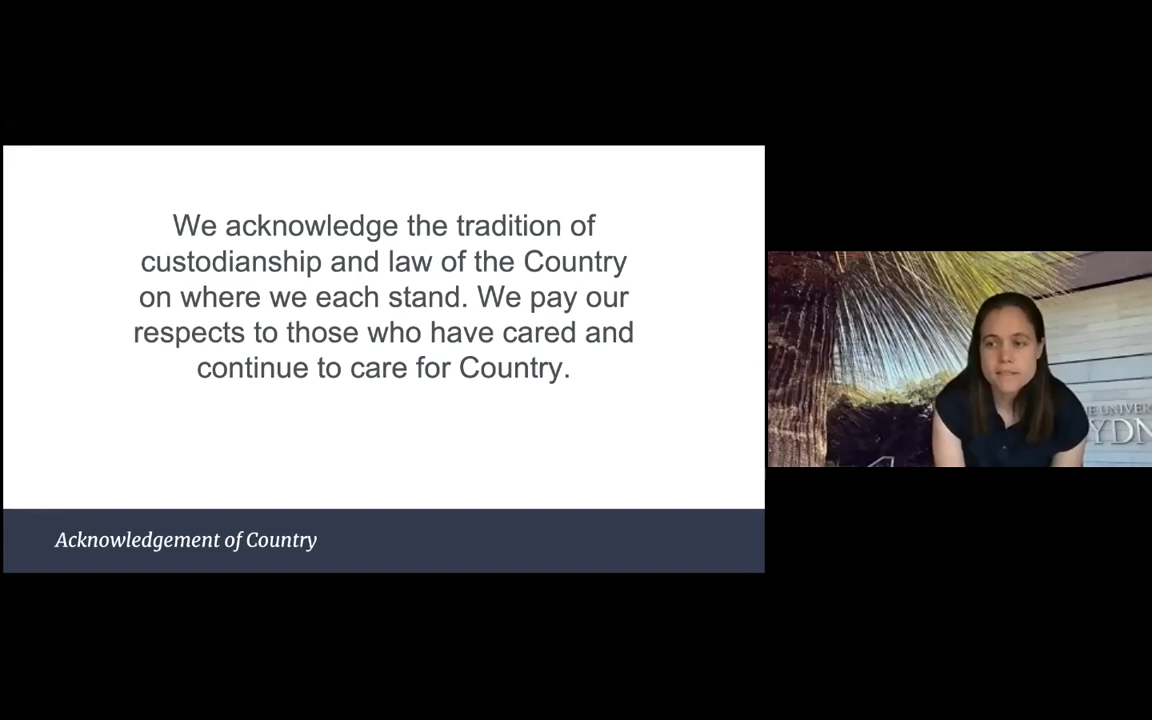 We acknowledge the tradition of
custodianship and law of the Country
on where we each stand. We pay our
respects to those who have cared and
continue to care for Country.
Acknowledgement of Country